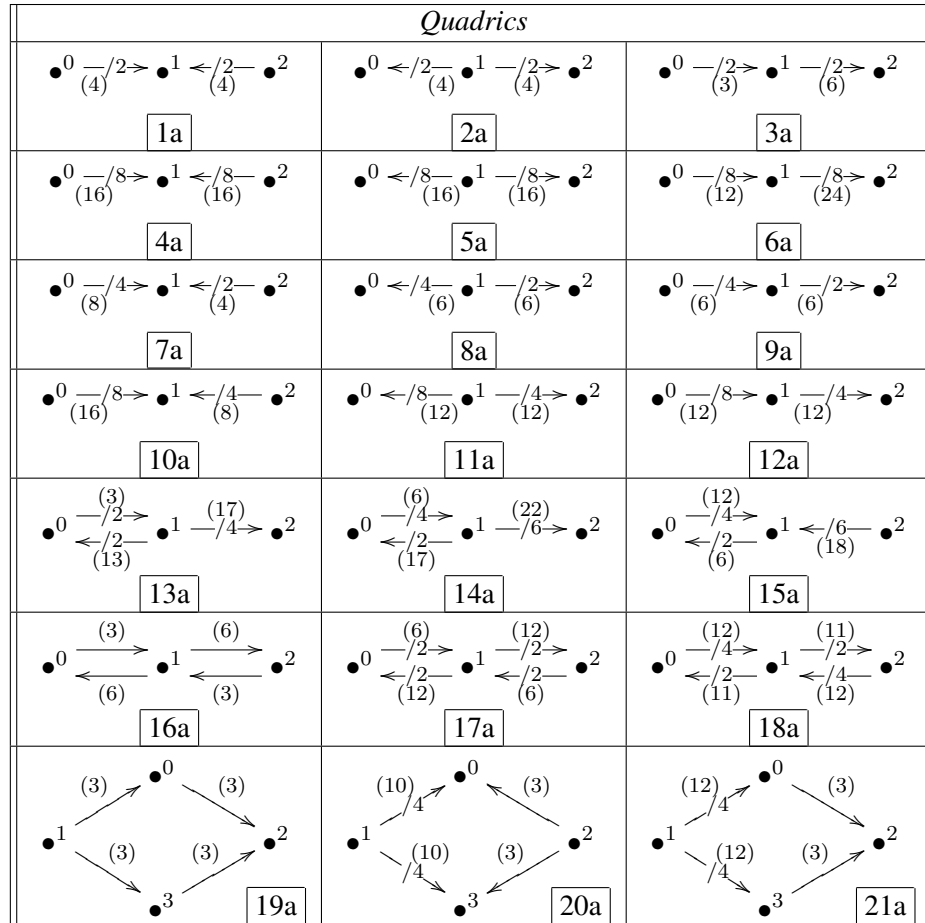 Quadrics
0 /2 1 /2 2
(4) (4)
1a
0 /2 1 /2 2
(4) (4)
2a
0 /2 1 /2 2
(3) (6)
3a
0 /8 1 /8 2
(16) (16)
4a
0 /8 1 /8 2
(16) (16)
5a
0 /8 1 /8 2
(12) (24)
6a
0 /4 1 /2 2
(8) (4)
7a
0 /4 1 /2 2
(6) (6)
8a
0 /4 1 /2 2
(6) (6)
9a
0 /8 1 /4 2
(16) (8)
10a
0 /8 1 /4 2
(12) (12)
11a
0 /8 1 /4 2
(12) (12)
12a
(3) (17)
0 /2 1 /4 2
/2
(13)
13a
(6) (22)
0 /4 1 /6 2
/2
(17)
14a
(12)
0 /4 1 /6 2
/2 (18)
(6)
15a
(3) (6)
0 1 2
(6) (3)
16a
(6) (12)
/2 /2
0 1 2
/2 /2
(12) (6)
17a
(12) (11)
/4 /2
0 1 2
/2 /4
(11) (12)
18a
0
(3) (3)
1 2
(3) (3)
3
19a
0
(10) (3)
/4
1 2
(10) (3)
/4
3
20a
0
(12) (3)
/4
1 2
(12) (3)
/4
3
21a